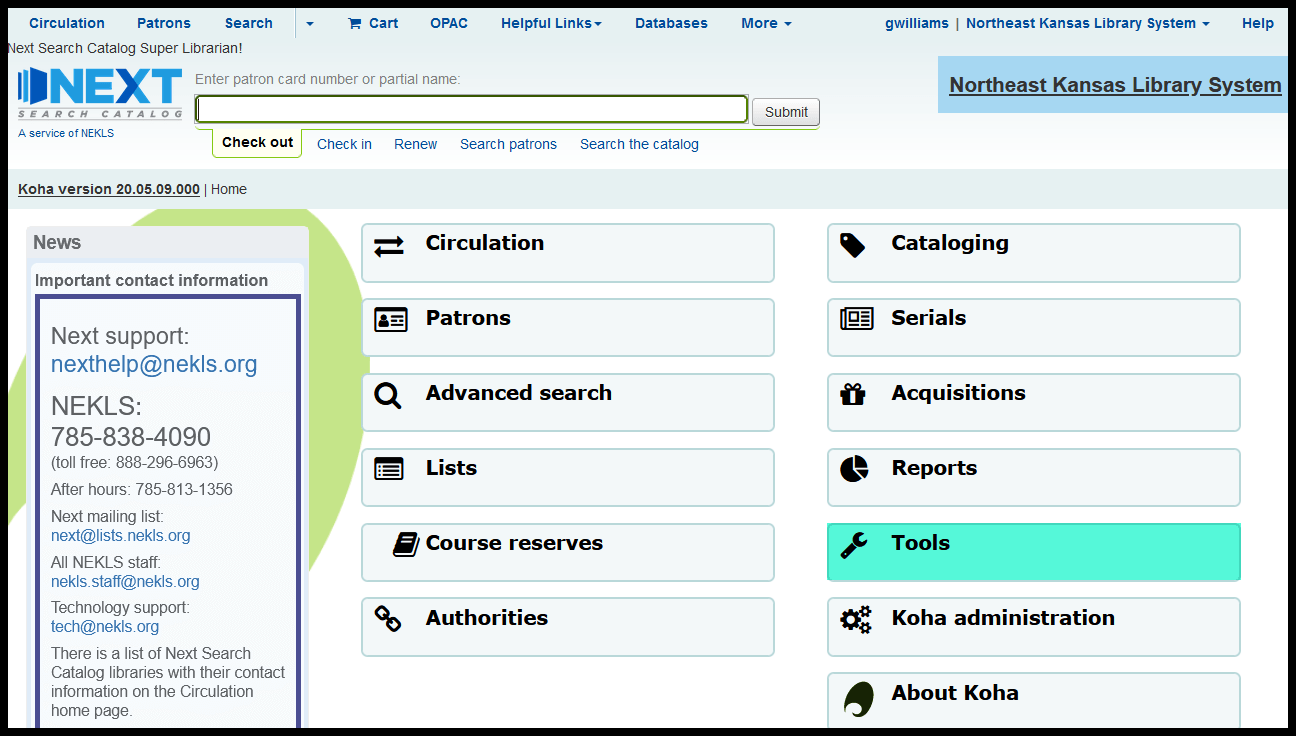 Circulation Patrons Search Cart OPAC Helpful Links Databases More gwilliams | Northeast Kansas Library System Help
Next Search Catalog Super Librarian!
NEXT
SEARCH CATALOG
A service of NEKLS
Enter patron card number or partial name:
Submit
Northeast Kansas Library System
Check out Check in Renew Search patrons Search the catalog
Koha version 20.05.09.000 | Home
News
Important contact information
Next support:
nexthelp@nekls.org
NEKLS:
785-838-4090
(toll free: 888-296-6963)
After hours: 785-813-1356
Next mailing list:
next@lists.nekls.org
All NEKLS staff:
nekls.staff@nekls.org
Technology support:
tech@nekls.org
There is a list of Next Search
Catalog libraries with their contact
information on the Circulation
home page.
Circulation
Patrons
Advanced search
Lists
Course reserves
Authorities
Cataloging
Serials
Acquisitions
Reports
Tools
Koha administration
About Koha